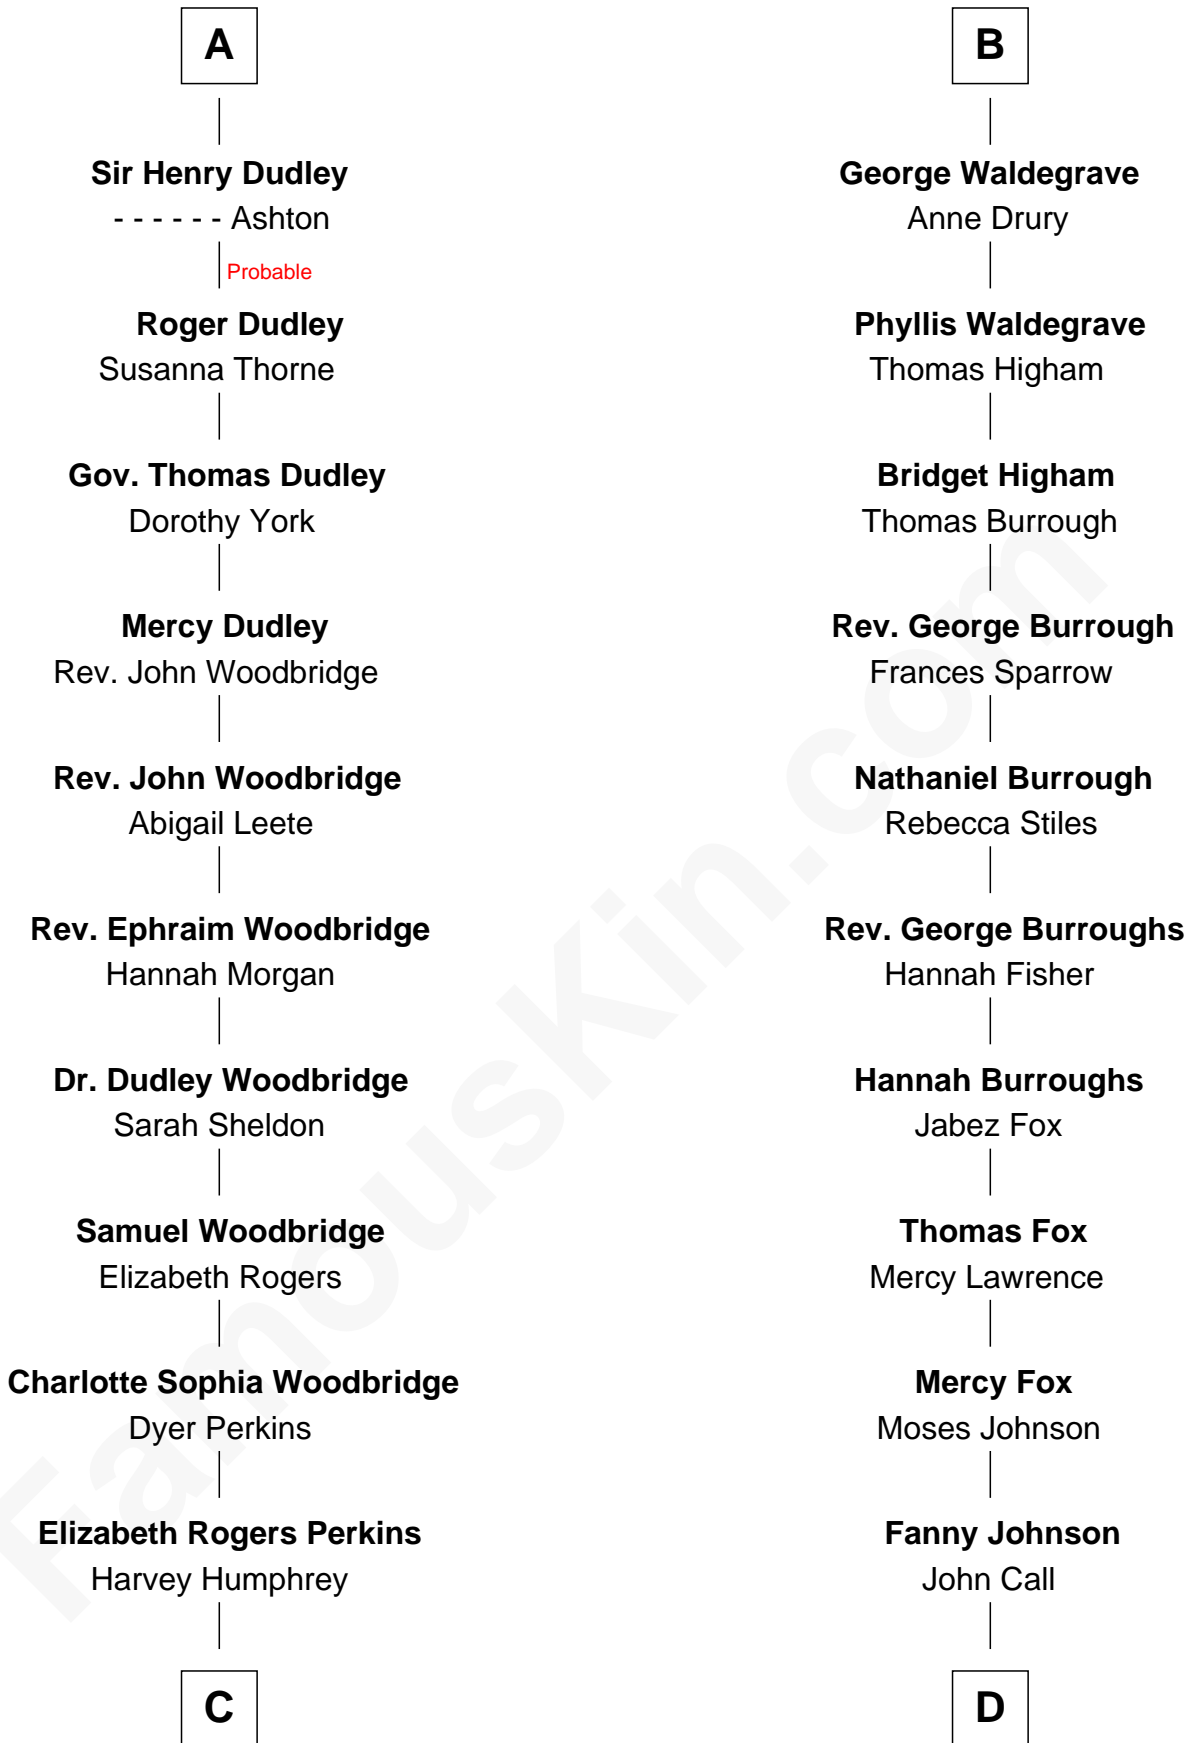 A
Sir Henry Dudley
- - - - - - Ashton
Probable
Roger Dudley
Susanna Thorne
Gov. Thomas Dudley
Dorothy York
Mercy Dudley
Rev. John Woodbridge
Rev. John Woodbridge
Abigail Leete
Rev. Ephraim Woodbridge
Hannah Morgan
Dr. Dudley Woodbridge
Sarah Sheldon
Samuel Woodbridge
Elizabeth Rogers
Charlotte Sophia Woodbridge
Dyer Perkins
Elizabeth Rogers Perkins
Harvey Humphrey
C
B
George Waldegrave
Anne Drury
Phyllis Waldegrave
Thomas Higham
Bridget Higham
Thomas Burrough
Rev. George Burrough
Frances Sparrow
Nathaniel Burrough
Rebecca Stiles
Rev. George Burroughs
Hannah Fisher
Hannah Burroughs
Jabez Fox
Thomas Fox
Mercy Lawrence
Mercy Fox
Moses Johnson
Fanny Johnson
John Call
D
FamousKin.com